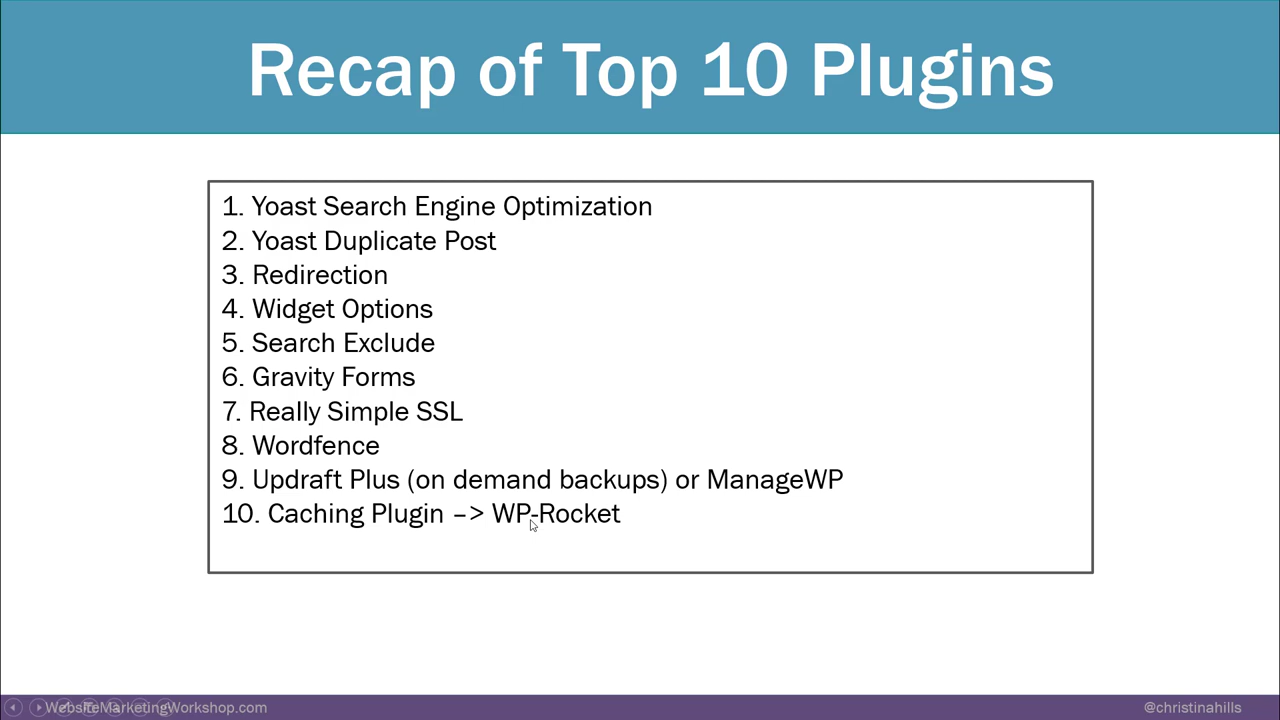 Recap of Top 10 Plugins
1. Yoast Search Engine Optimization
2. Yoast Duplicate Post
3. Redirection
4. Widget Options
5. Search Exclude
6. Gravity Forms
7. Really Simple SSL
8. Wordfence
9. Updraft Plus (on demand backups) or ManageWP
10. Caching Plugin –> WP-Rocket
WebsiteMarketingWorkshop.com
@christinahills